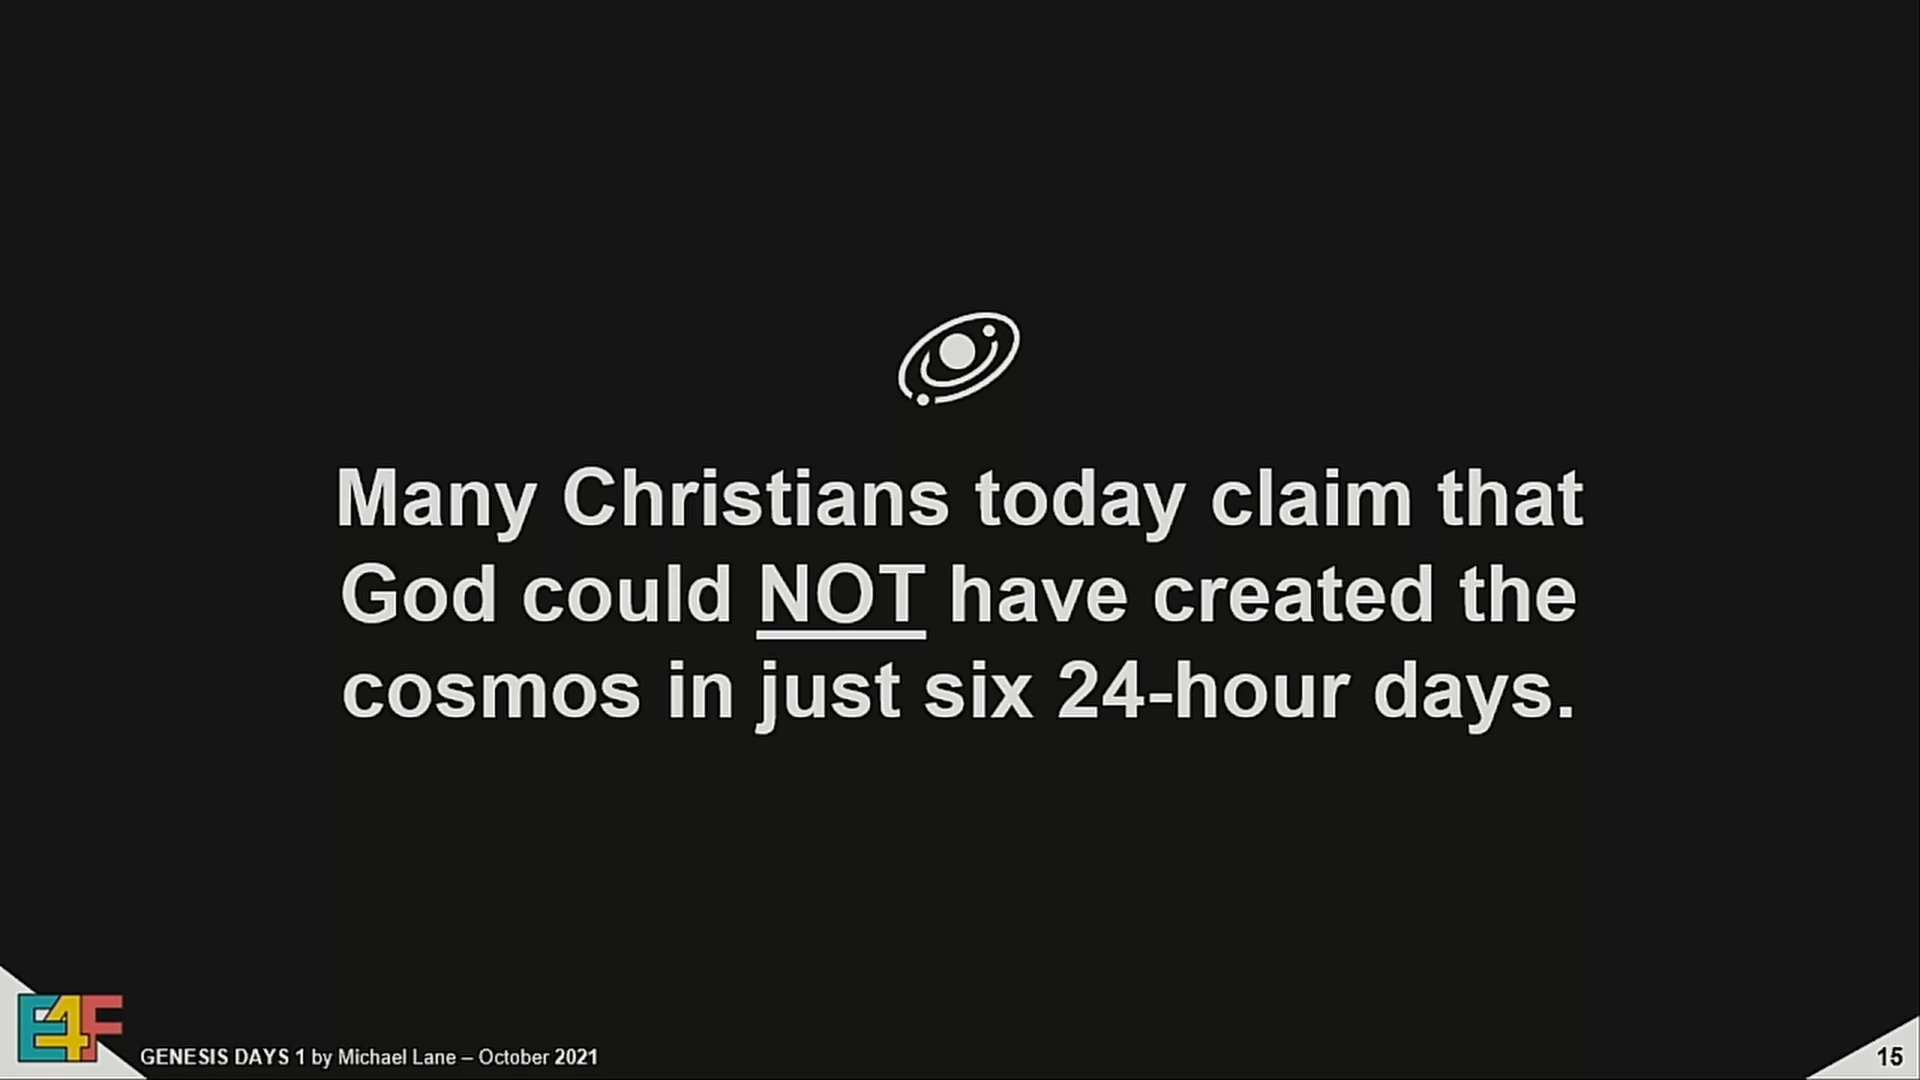 Many Christians today claim that
God could NOT have created the
cosmos in just six 24-hour days.
E4F
GENESIS DAYS 1 by Michael Lane – October 2021
15